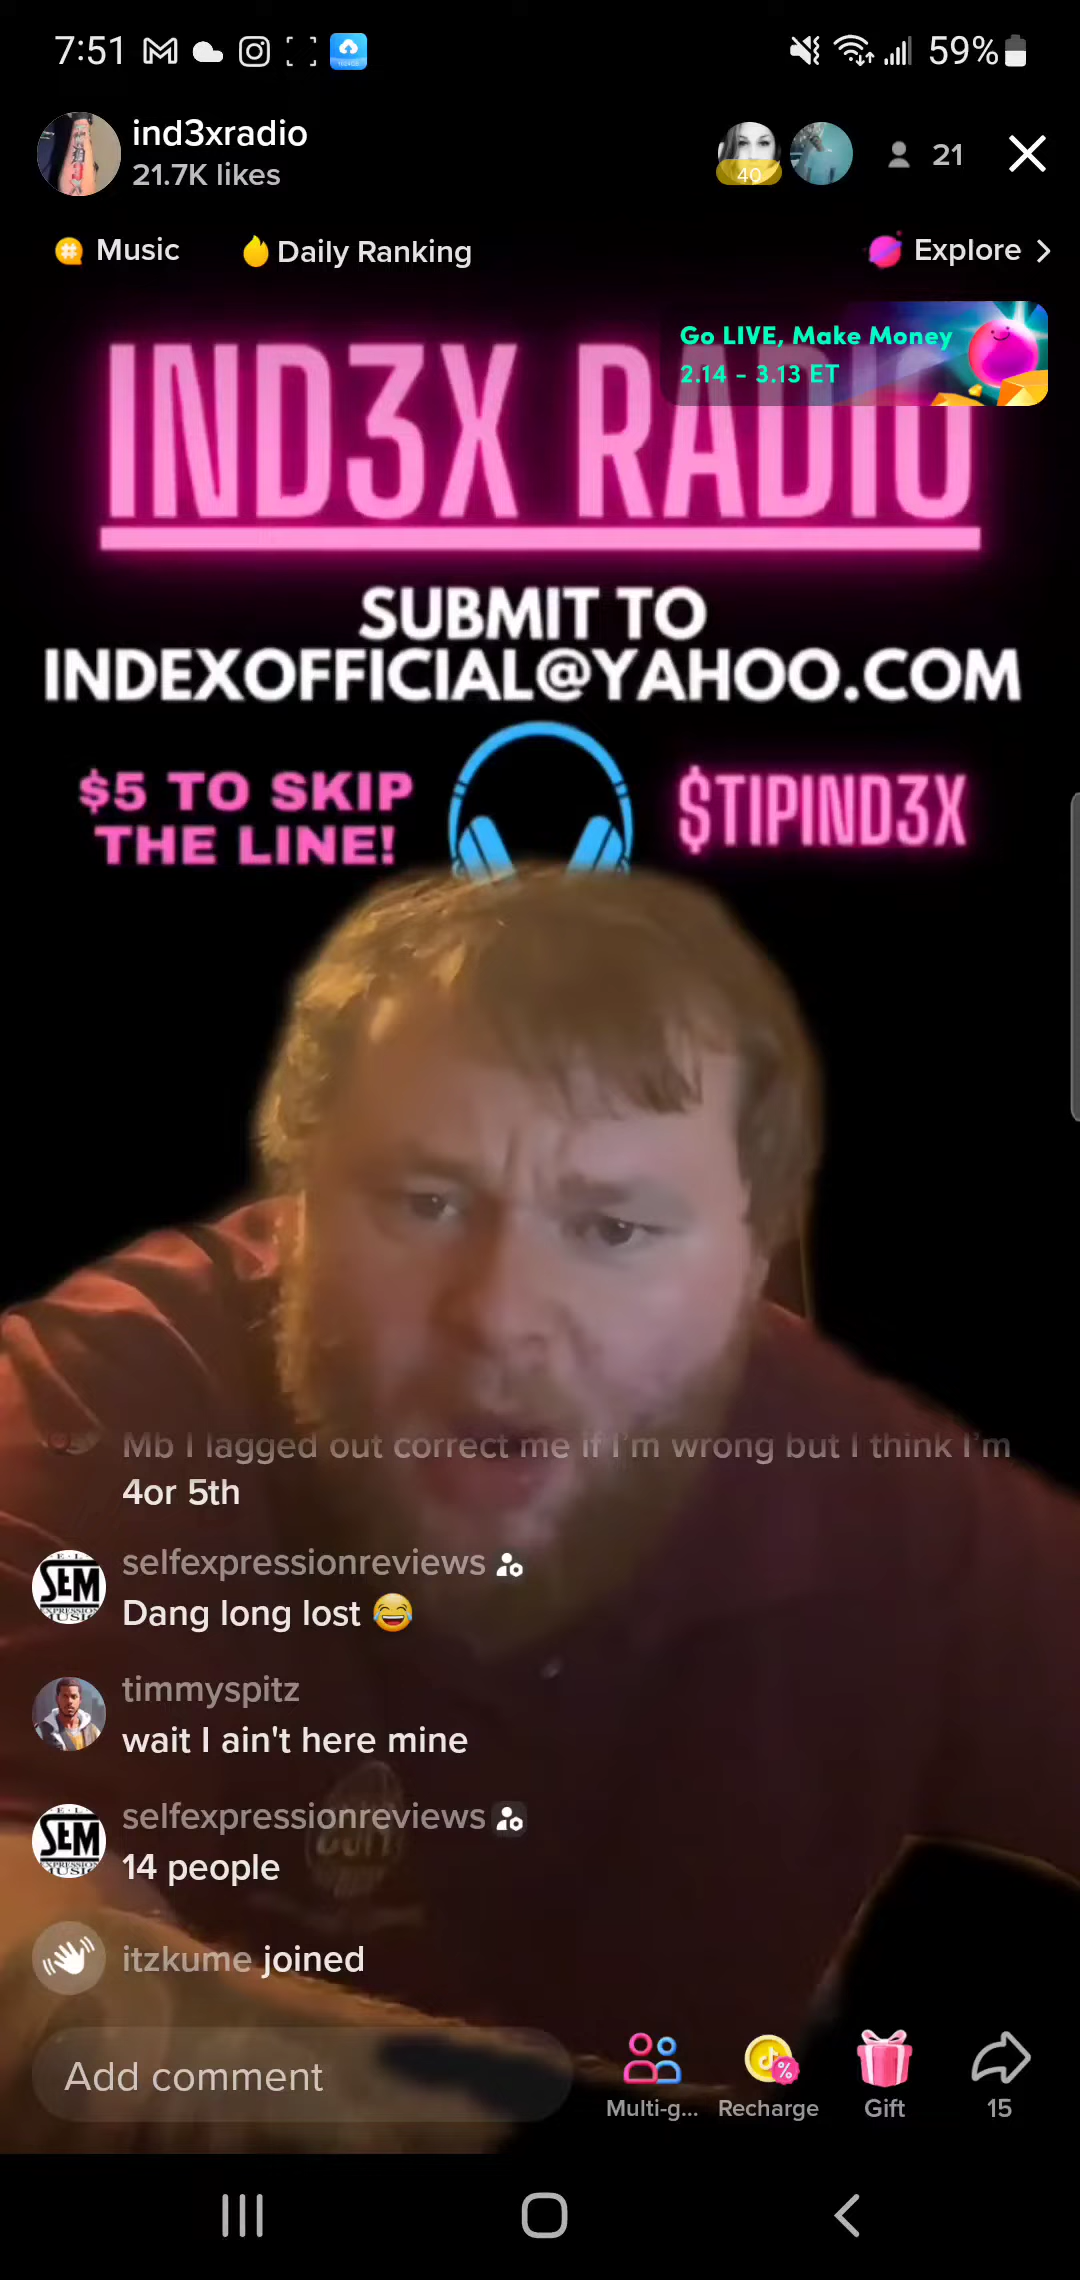 7:51
59%
ind3xradio
21.7K likes
40
21
Music
Daily Ranking
Explore >
Go LIVE, Make Money
2.14 - 3.13 ET
IND3X RADIO
SUBMIT TO
INDEXOFFICIAL@YAHOO.COM
$5 TO SKIP
THE LINE!
$TIPIND3X
Mb I lagged out correct me if I'm wrong but I think I'm
4or 5th
SEM
selfexpressionreviews
Dang long lost 😂
timmyspitz
wait I ain't here mine
SEM
selfexpressionreviews
14 people
itzkume joined
Add comment
Multi-g...
Recharge
Gift
15